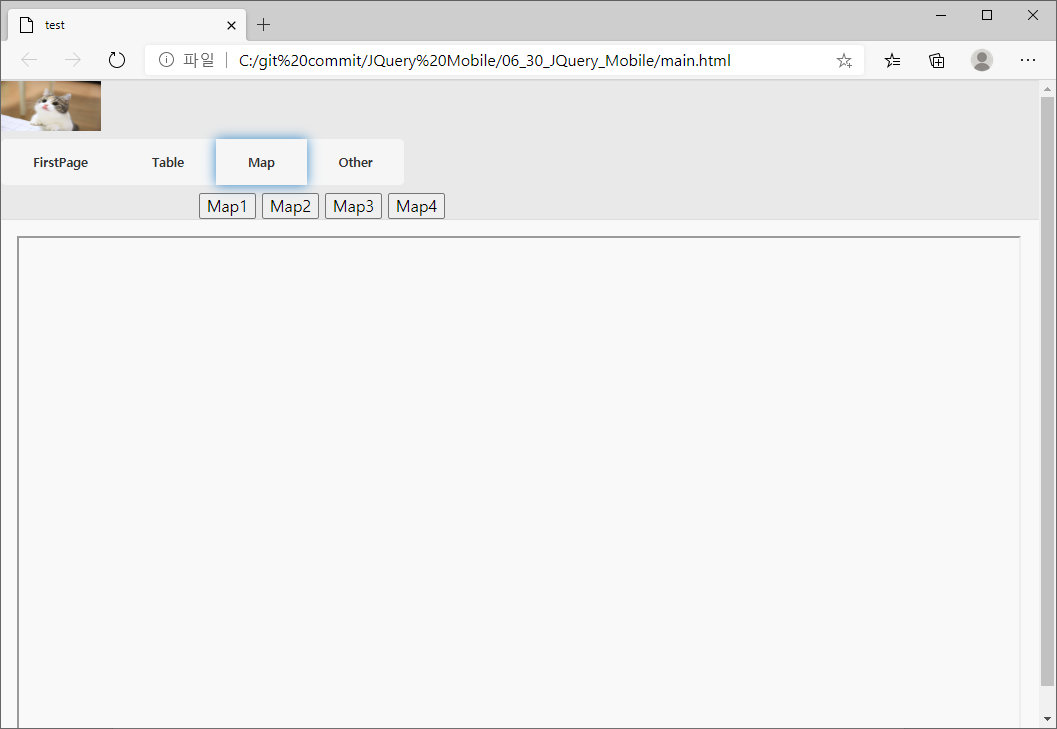 test
파일 C:/git%20commit/JQuery%20Mobile/06_30_JQuery_Mobile/main.html
FirstPage Table Map Other
Map1 Map2 Map3 Map4